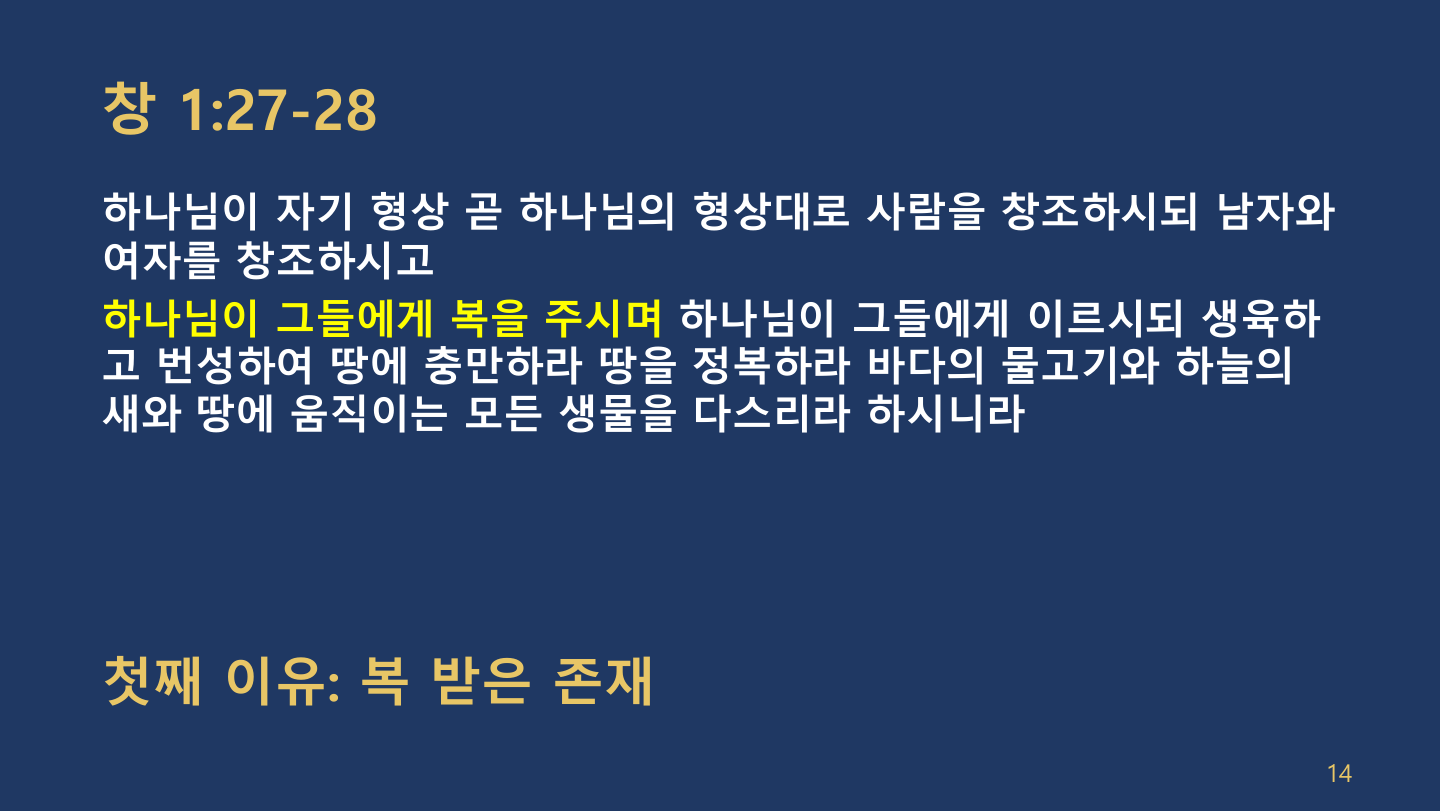 창 1:27-28
하나님이 자기 형상 곧 하나님의 형상대로 사람을 창조하시되 남자와
여자를 창조하시고
하나님이 그들에게 복을 주시며 하나님이 그들에게 이르시되 생육하
고 번성하여 땅에 충만하라 땅을 정복하라 바다의 물고기와 하늘의
새와 땅에 움직이는 모든 생물을 다스리라 하시니라
첫째 이유: 복 받은 존재
14